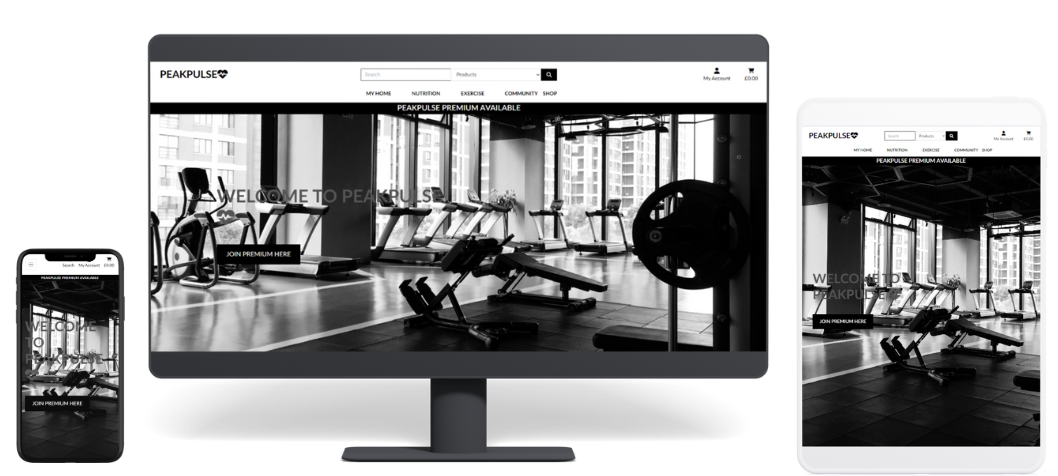 PEAKPULSE
Search
Products
My Account
£0.00
MY HOME NUTRITION EXERCISE COMMUNITY SHOP
PEAKPULSE PREMIUM AVAILABLE
WELCOME TO PEAKPULSE
JOIN PREMIUM HERE
Search My Account £0.00
PEAKPULSE PREMIUM AVAILABLE
WELCOME
TO
PEAKPULSE
JOIN PREMIUM HERE
PEAKPULSE
Search
Products
My Account
£0.00
MY HOME NUTRITION EXERCISE COMMUNITY SHOP
PEAKPULSE PREMIUM AVAILABLE
WELCOME TO
PEAKPULSE
JOIN PREMIUM HERE